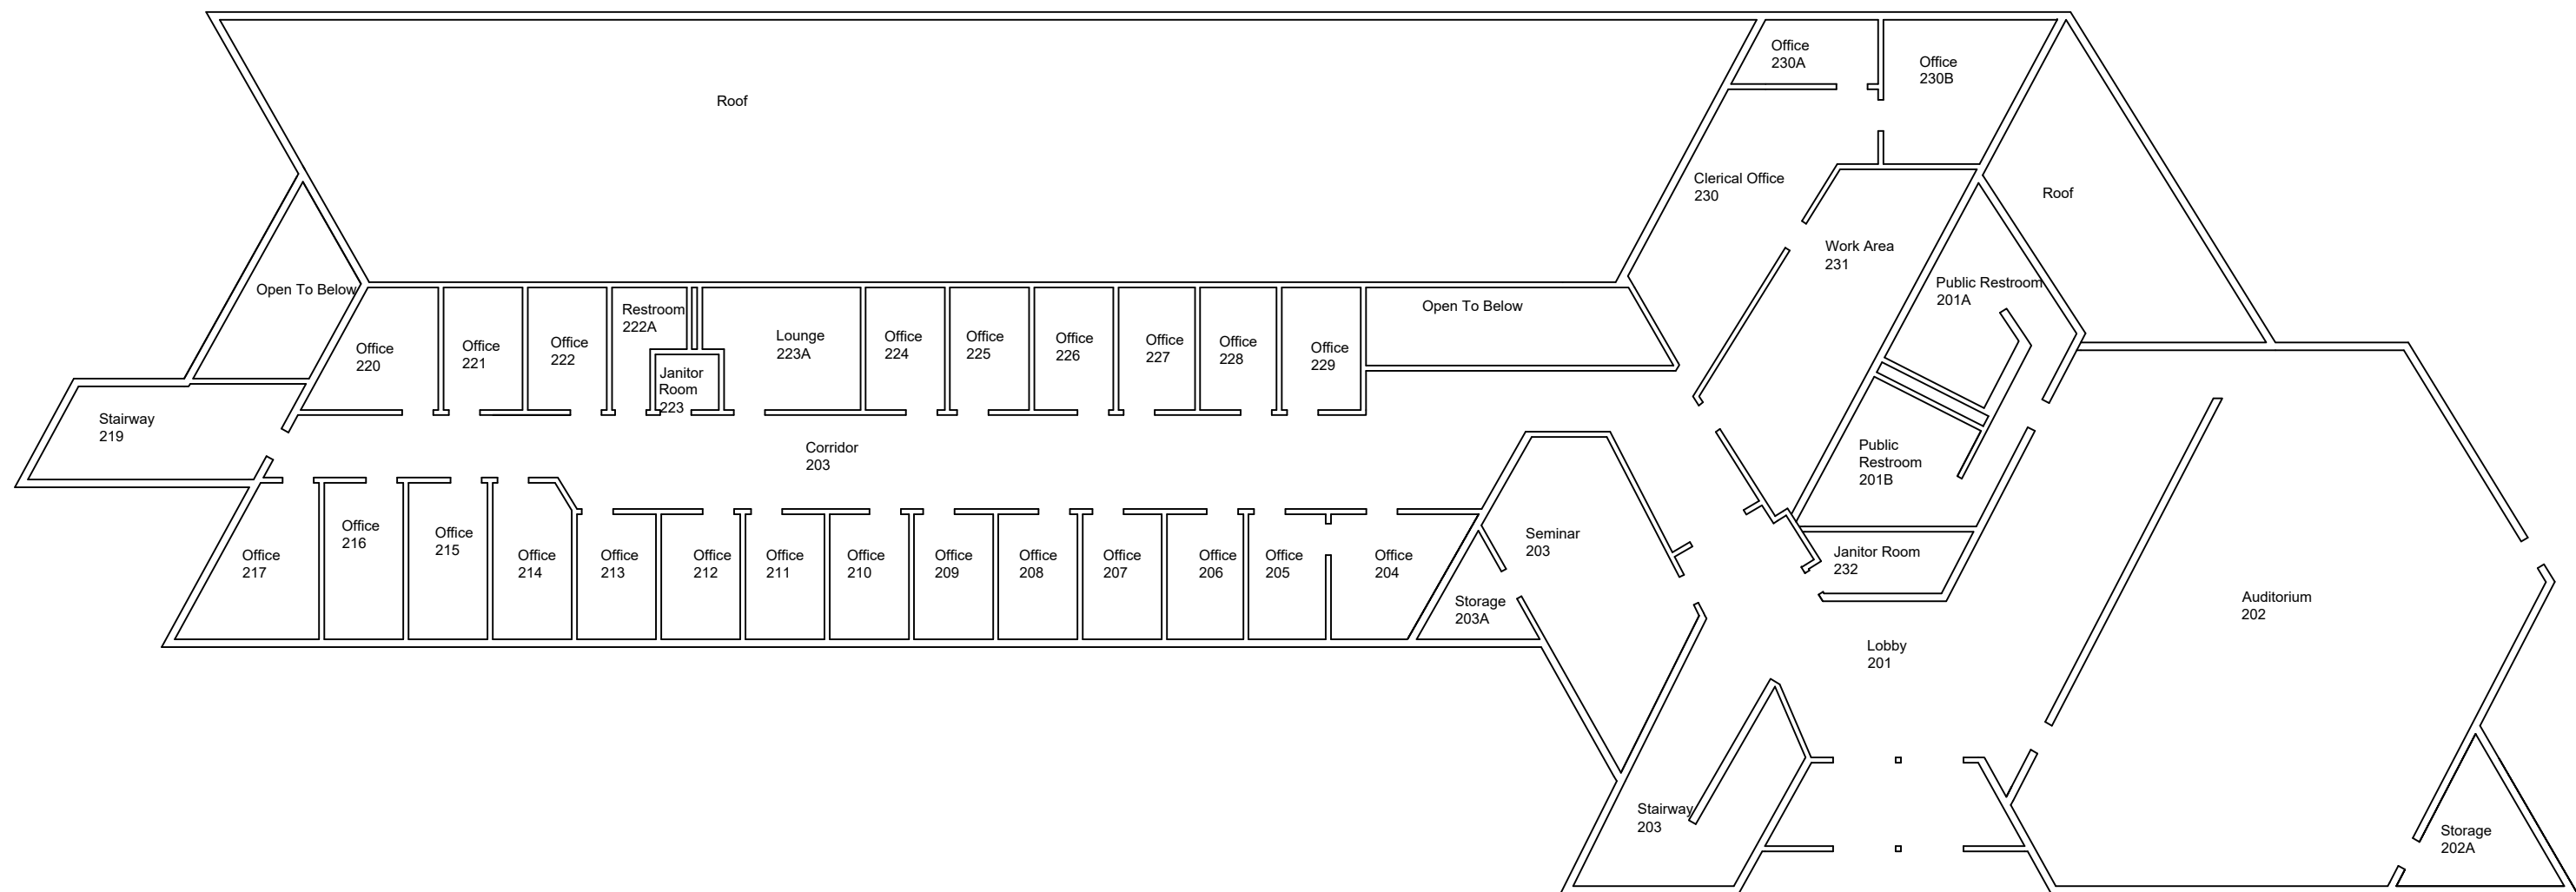 Office
230A
Office
230B
Roof
Clerical Office
230
Roof
Work Area
231
Public Restroom
201A
Open To Below
Open To Below
Restroom
222A
Office
220
Office
221
Office
222
Janitor
Room
223
Lounge
223A
Office
224
Office
225
Office
226
Office
227
Office
228
Office
229
Stairway
219
Corridor
203
Public
Restroom
201B
Office
217
Office
216
Office
215
Office
214
Office
213
Office
212
Office
211
Office
210
Office
209
Office
208
Office
207
Office
206
Office
205
Office
204
Seminar
203
Storage
203A
Janitor Room
232
Auditorium
202
Lobby
201
Stairway
203
Storage
202A